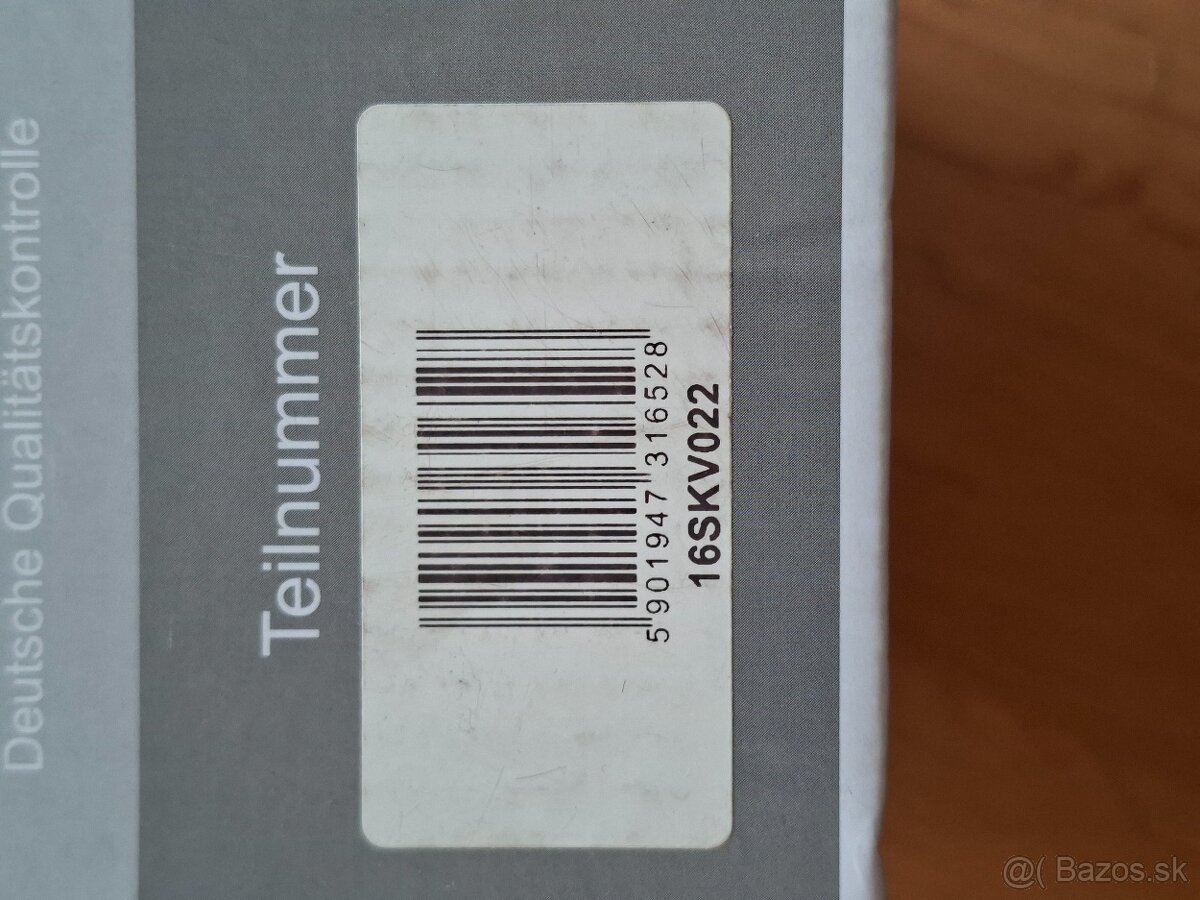 Deutsche Qualitätskontrolle
Teilnummer
5 901947 316528
16SKV022
@( Bazos.sk